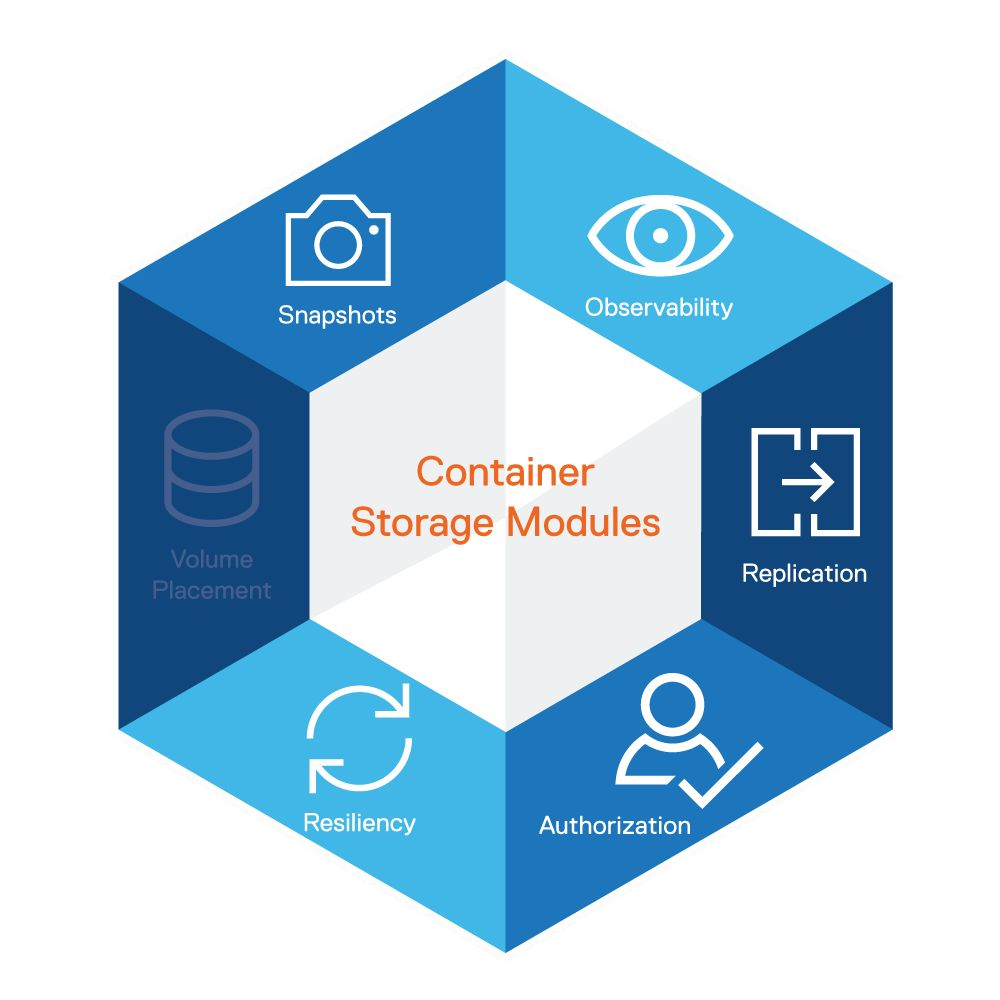 Snapshots
Observability
Container
Storage Modules
Volume
Placement
Replication
Resiliency
Authorization